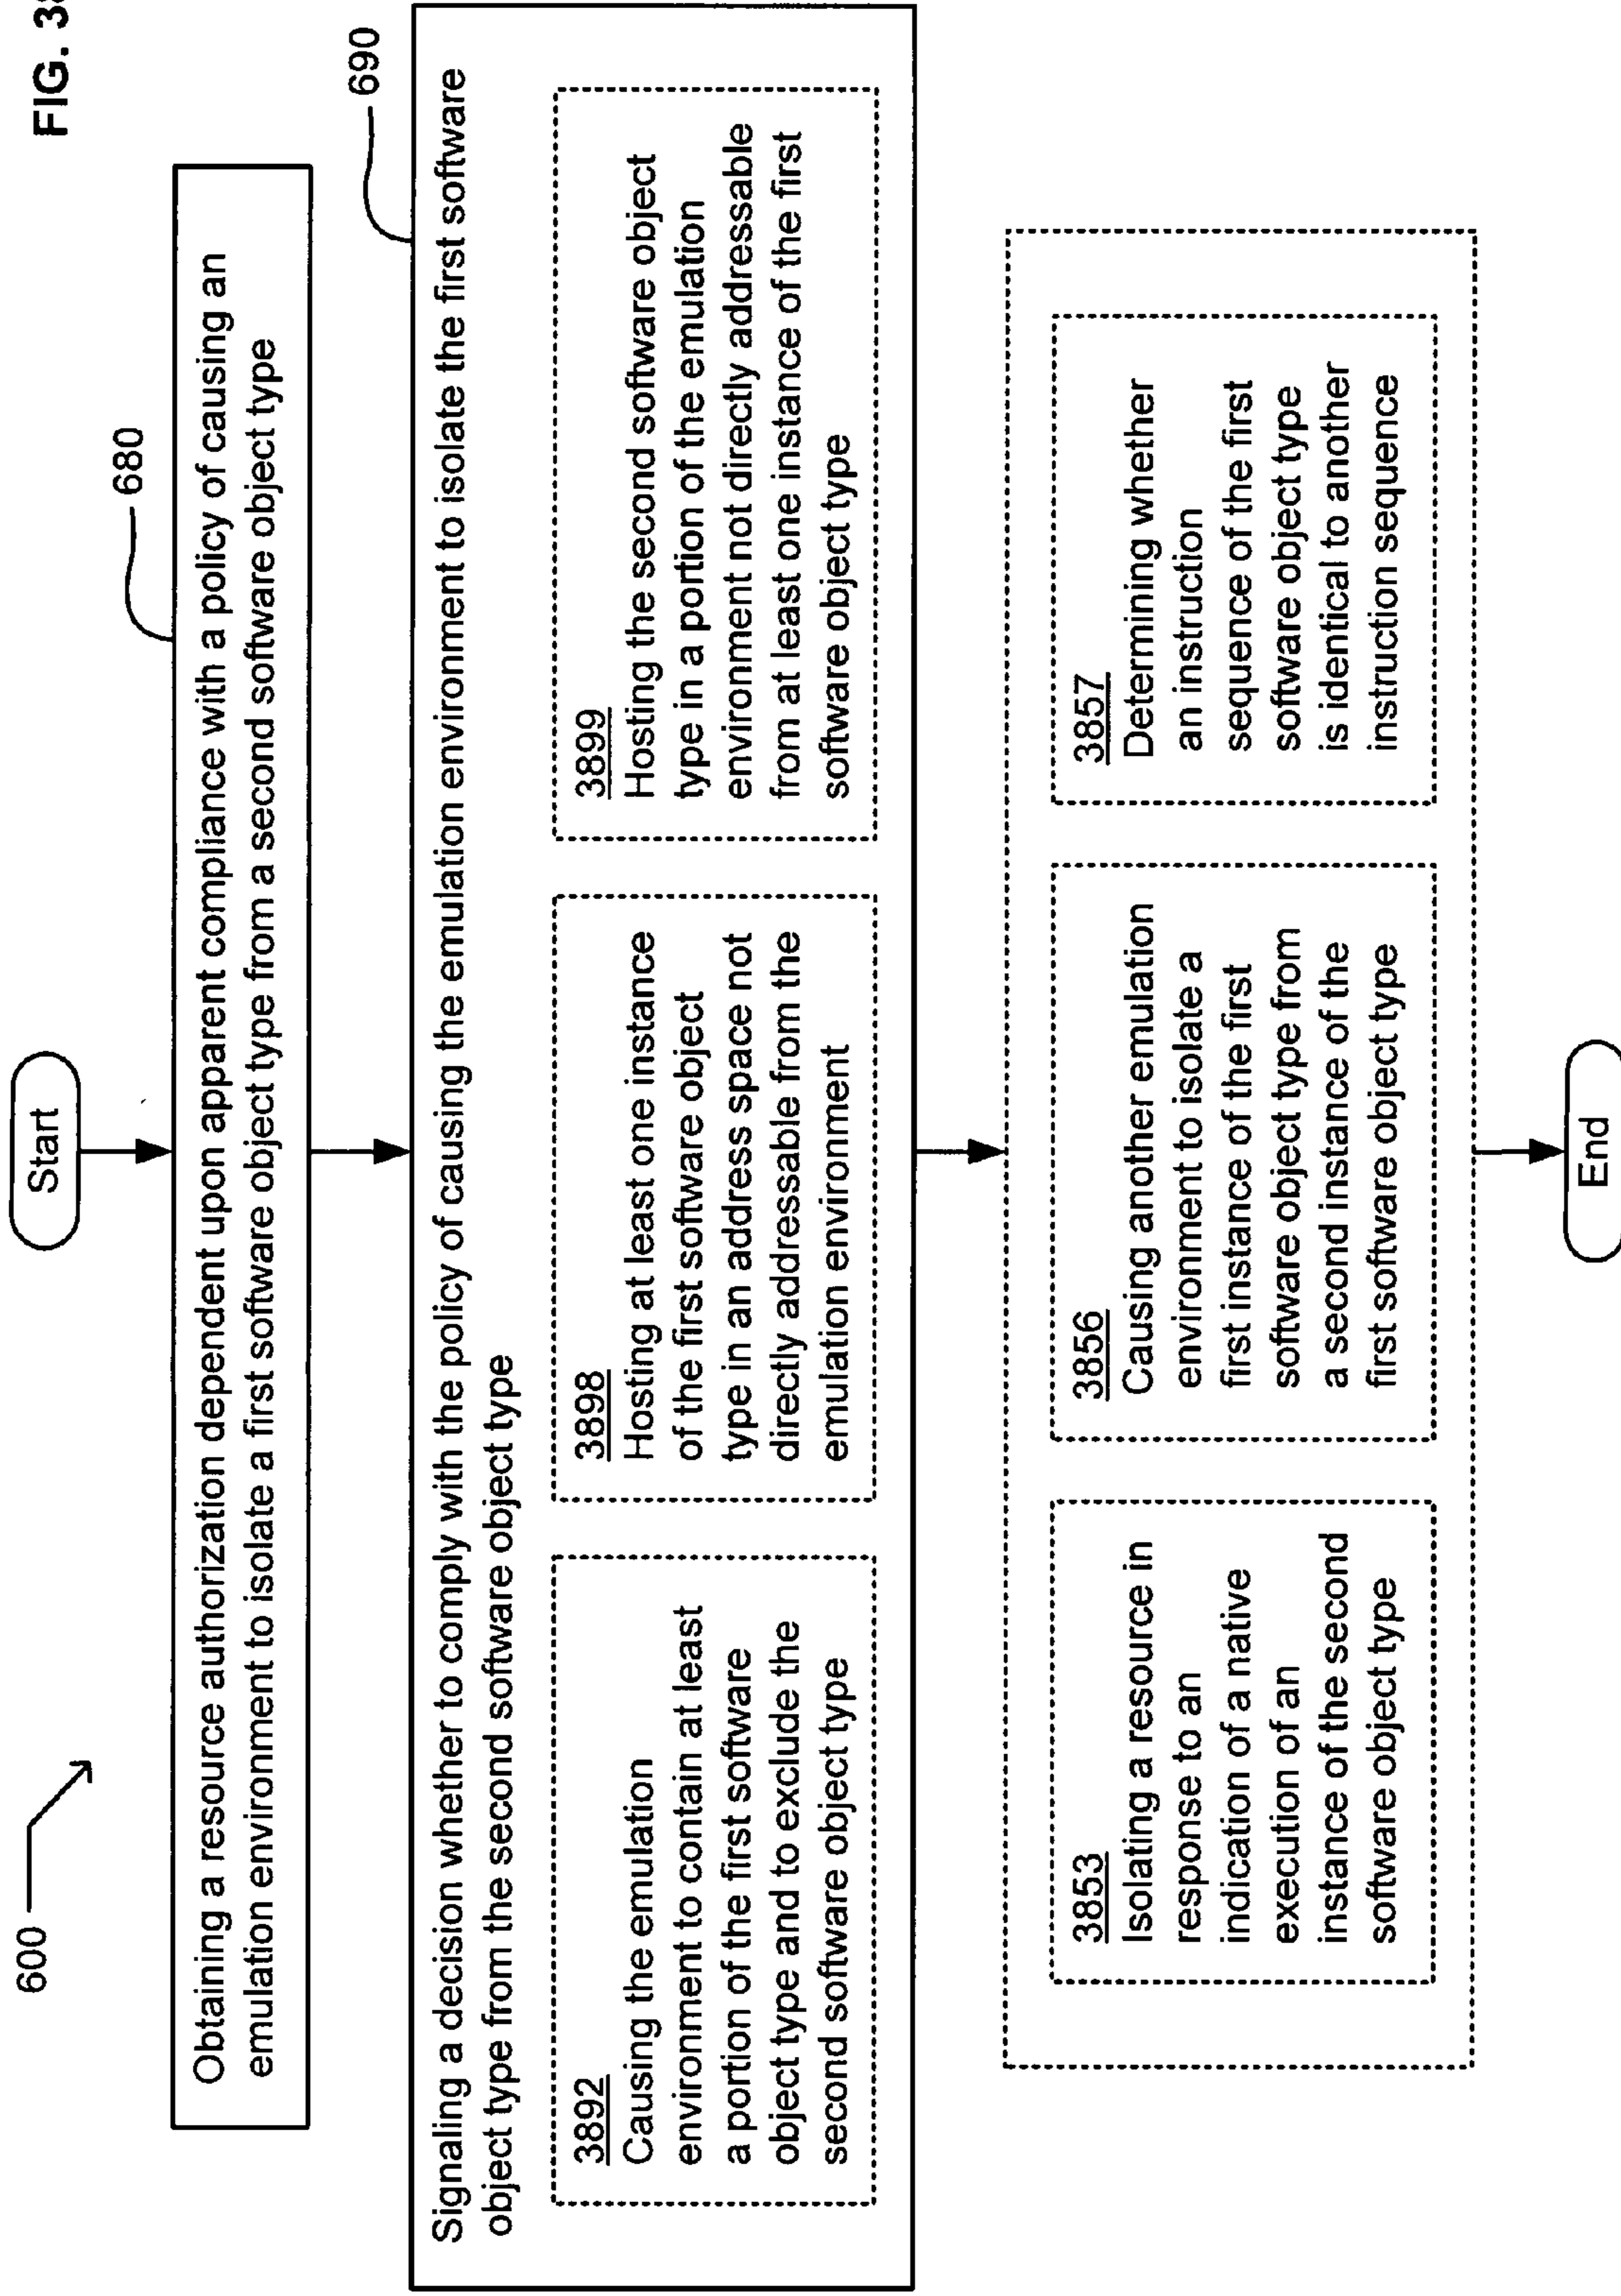 FIG. 38
600
Start
680
Obtaining a resource authorization dependent upon apparent compliance with a policy of causing an
emulation environment to isolate a first software object type from a second software object type
690
Signaling a decision whether to comply with the policy of causing the emulation environment to isolate the first software
object type from the second software object type
3892
Causing the emulation
environment to contain at least
a portion of the first software
object type and to exclude the
second software object type
3898
Hosting at least one instance
of the first software object
type in an address space not
directly addressable from the
emulation environment
3899
Hosting the second software object
type in a portion of the emulation
environment not directly addressable
from at least one instance of the first
software object type
3853
Isolating a resource in
response to an
indication of a native
execution of an
instance of the second
software object type
3856
Causing another emulation
environment to isolate a
first instance of the first
software object type from
a second instance of the
first software object type
3857
Determining whether
an instruction
sequence of the first
software object type
is identical to another
instruction sequence
End